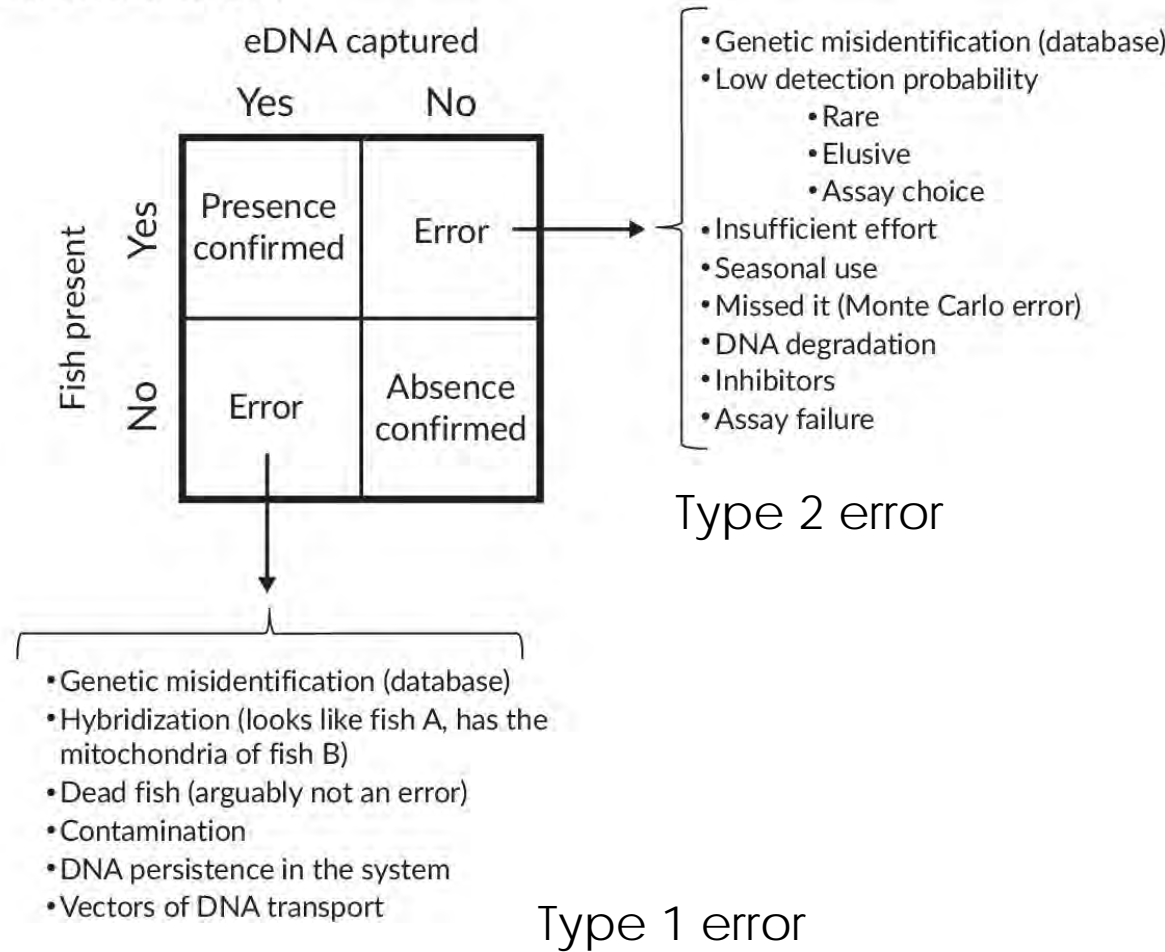 eDNA captured
Yes No
Fish present
Yes
Presence
confirmed
Error
No
Error
Absence
confirmed
•Genetic misidentification (database)
•Low detection probability
•Rare
•Elusive
•Assay choice
•Insufficient effort
•Seasonal use
•Missed it (Monte Carlo error)
•DNA degradation
•Inhibitors
•Assay failure
Type 2 error
•Genetic misidentification (database)
•Hybridization (looks like fish A, has the
mitochondria of fish B)
•Dead fish (arguably not an error)
•Contamination
•DNA persistence in the system
•Vectors of DNA transport
Type 1 error